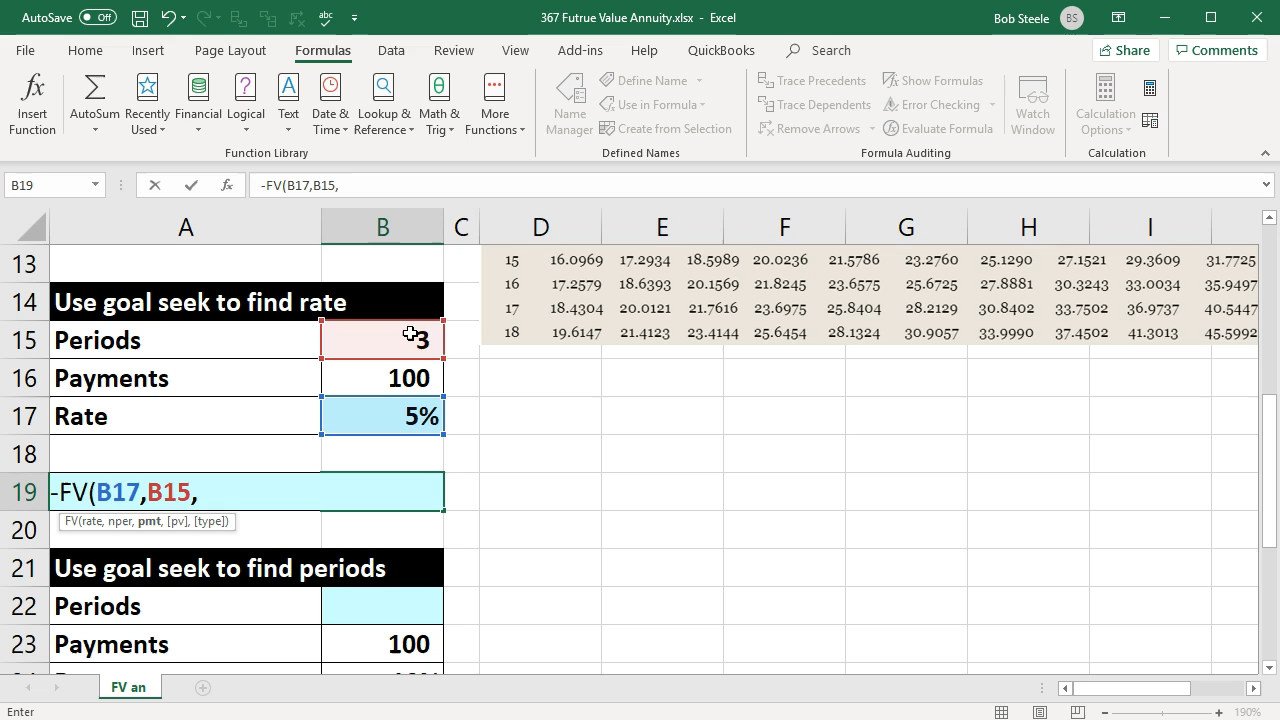 AutoSave Off
367 Futrue Value Annuity.xlsx - Excel
Bob Steele BS
File Home Insert Page Layout Formulas Data Review View Add-ins Help QuickBooks Search Share Comments
Insert Function
AutoSum
Recently Used
Financial
Logical
Text
Date & Time
Lookup & Reference
Math & Trig
More Functions
Function Library
Name Manager
Define Name
Use in Formula
Create from Selection
Defined Names
Trace Precedents
Trace Dependents
Remove Arrows
Show Formulas
Error Checking
Evaluate Formula
Formula Auditing
Watch Window
Calculation Options
Calculation
B19 fx -FV(B17,B15,
A B C D E F G H I
13 15 16.0969 17.2934 18.5989 20.0236 21.5786 23.2760 25.1290 27.1521 29.3609 31.7725
14 Use goal seek to find rate 16 17.2579 18.6393 20.1569 21.8245 23.6575 25.6725 27.8881 30.3243 33.0034 35.9497
17 18.4304 20.0121 21.7616 23.6975 25.8404 28.2129 30.8402 33.7502 36.9737 40.5447
15 Periods 3 18 19.6147 21.4123 23.4144 25.6454 28.1324 30.9057 33.9990 37.4502 41.3013 45.5992
16 Payments 100
17 Rate 5%
18
19 -FV(B17,B15,
FV(rate, nper, pmt, [pv], [type])
20
21 Use goal seek to find periods
22 Periods
23 Payments 100
FV an
Enter 190%